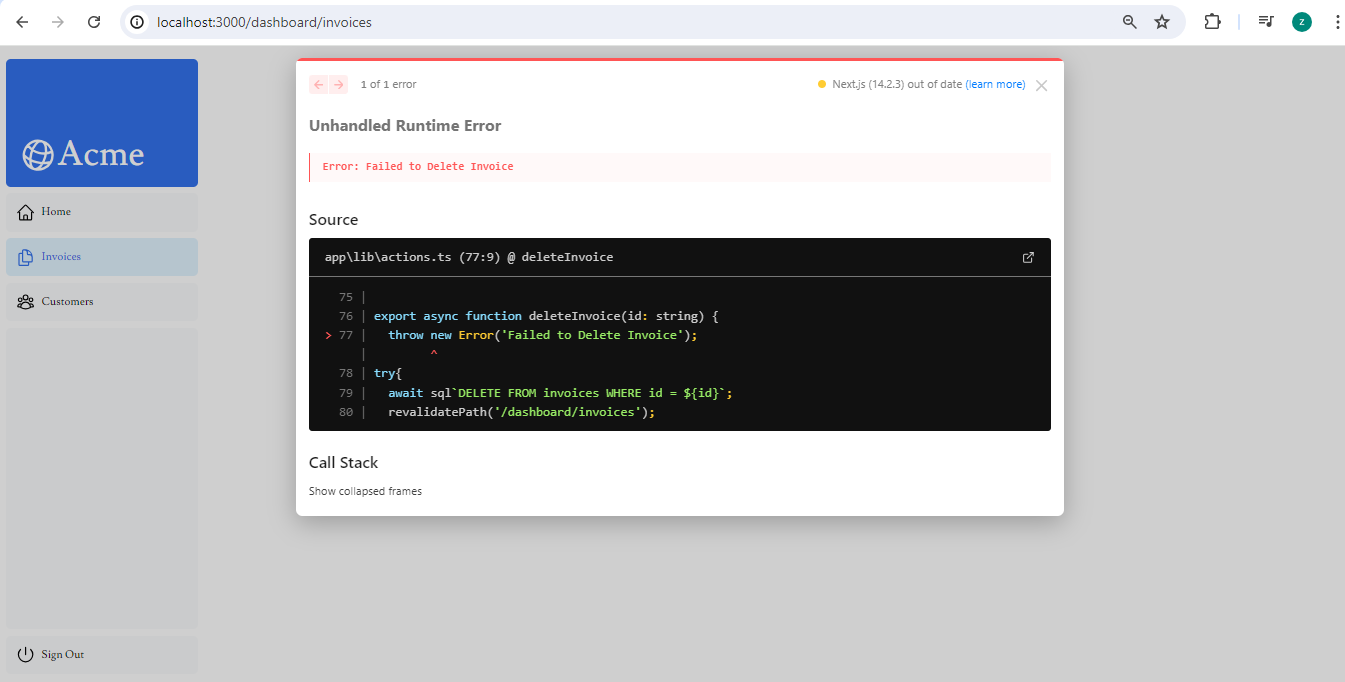 localhost:3000/dashboard/invoices
z
Acme
Home
Invoices
Customers
Sign Out
1 of 1 error
Next.js (14.2.3) out of date (learn more)
Unhandled Runtime Error
Error: Failed to Delete Invoice
Source
app\lib\actions.ts (77:9) @ deleteInvoice
75 |
76 | export async function deleteInvoice(id: string) {
> 77 |   throw new Error('Failed to Delete Invoice');
|         ^
78 | try{
79 |   await sql`DELETE FROM invoices WHERE id = ${id}`;
80 |   revalidatePath('/dashboard/invoices');
Call Stack
Show collapsed frames